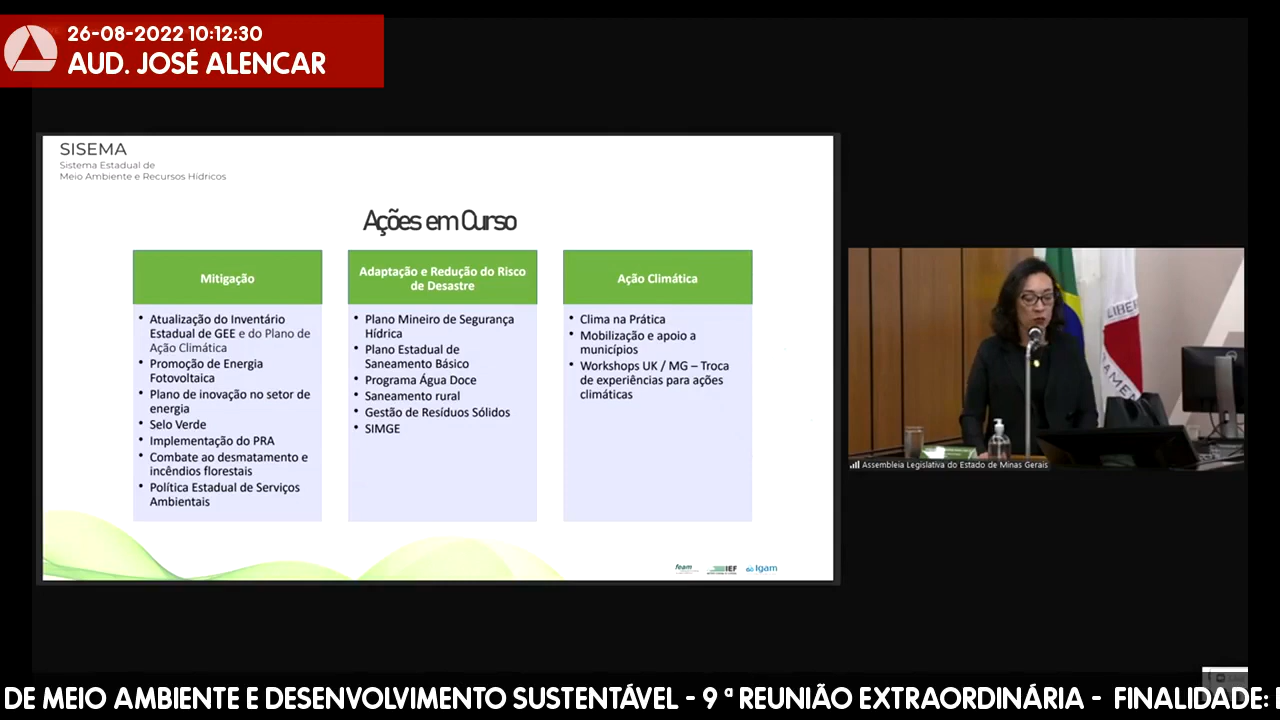 26-08-2022 10:12:30
AUD. JOSÉ ALENCAR
SISEMA
Sistema Estadual de
Meio Ambiente e Recursos Hídricos
Ações em Curso
Mitigação
• Atualização do Inventário
Estadual de GEE e do Plano de
Ação Climática
• Promoção de Energia
Fotovoltaica
• Plano de inovação no setor de
energia
• Selo Verde
• Implementação do PRA
• Combate ao desmatamento e
incêndios florestais
• Política Estadual de Serviços
Ambientais
Adaptação e Redução do Risco
de Desastre
• Plano Mineiro de Segurança
Hídrica
• Plano Estadual de
Saneamento Básico
• Programa Água Doce
• Saneamento rural
• Gestão de Resíduos Sólidos
• SIMGE
Ação Climática
• Clima na Prática
• Mobilização e apoio a
municípios
• Workshops UK / MG – Troca
de experiências para ações
climáticas
feam
IEF
Igam
LIBER
AMEN
Assembleia Legislativa do Estado de Minas Gerais
DE MEIO AMBIENTE E DESENVOLVIMENTO SUSTENTÁVEL - 9 ª REUNIÃO EXTRAORDINÁRIA - FINALIDADE: